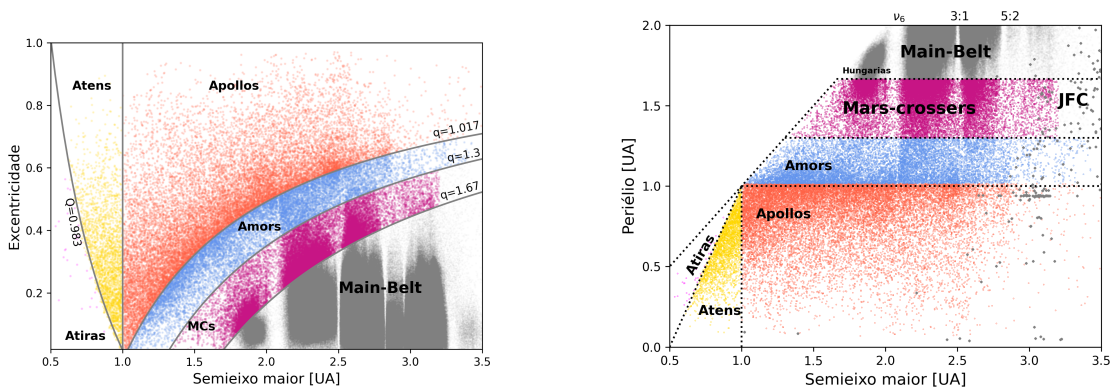 Excentricidade
1.0
0.8
0.6
0.4
0.2
Atens
Apollos
q=1.017
q=1.3
q=1.67
Q=0.983
Amors
Main-Belt
MCs
Atiras
0.5 1.0 1.5 2.0 2.5 3.0 3.5
Semieixo maior [UA]
ν6 3:1 5:2
Periélio [UA]
2.0
1.5
1.0
0.5
0.0
Main-Belt
Hungarias
Mars-crossers
JFC
Amors
Apollos
Atiras
Atens
0.5 1.0 1.5 2.0 2.5 3.0 3.5
Semieixo maior [UA]